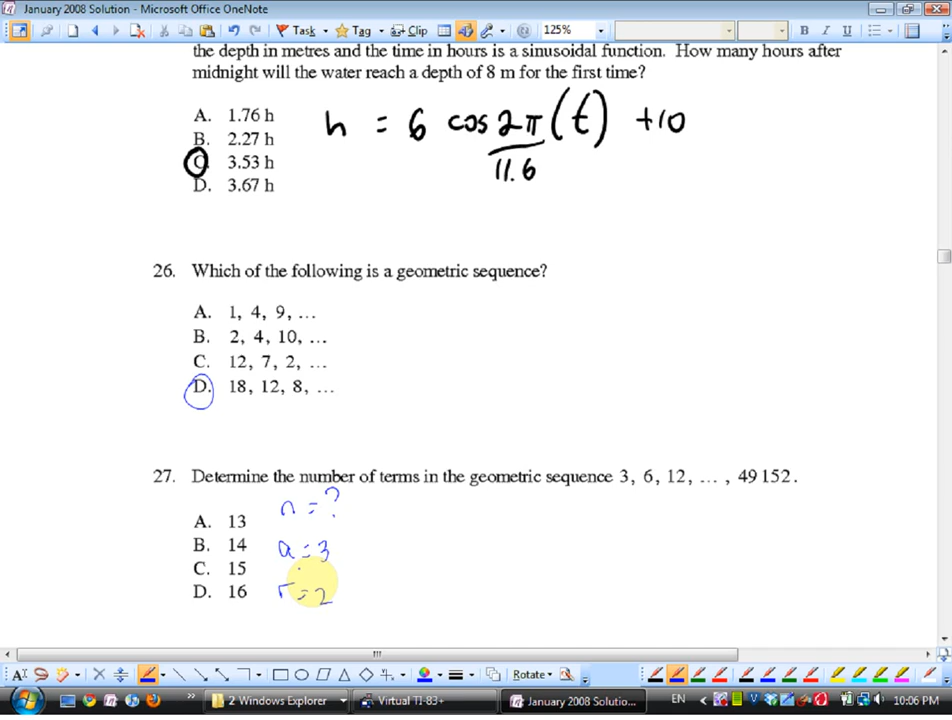 January 2008 Solution - Microsoft Office OneNote
Task
Tag
Clip
125%
B I U
the depth in metres and the time in hours is a sinusoidal function. How many hours after
midnight will the water reach a depth of 8 m for the first time?
A. 1.76 h
B. 2.27 h
C. 3.53 h
D. 3.67 h
h = 6 cos 2π (t) +10
11.6
26. Which of the following is a geometric sequence?
A. 1, 4, 9, …
B. 2, 4, 10, …
C. 12, 7, 2, …
D. 18, 12, 8, …
27. Determine the number of terms in the geometric sequence 3, 6, 12, … , 49 152.
n = ?
A. 13
B. 14
a = 3
C. 15
D. 16
r = 2
Rotate
2 Windows Explorer
Virtual TI-83+
January 2008 Solutio...
EN
10:06 PM